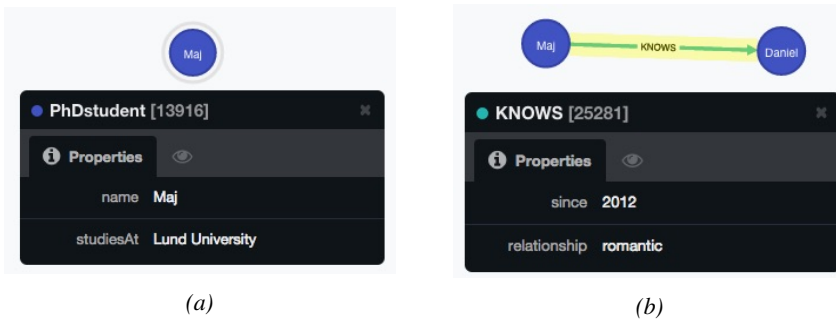 Maj
PhDstudent [13916]
Properties
name Maj
studiesAt Lund University
(a)
Maj KNOWS Daniel
KNOWS [25281]
Properties
since 2012
relationship romantic
(b)